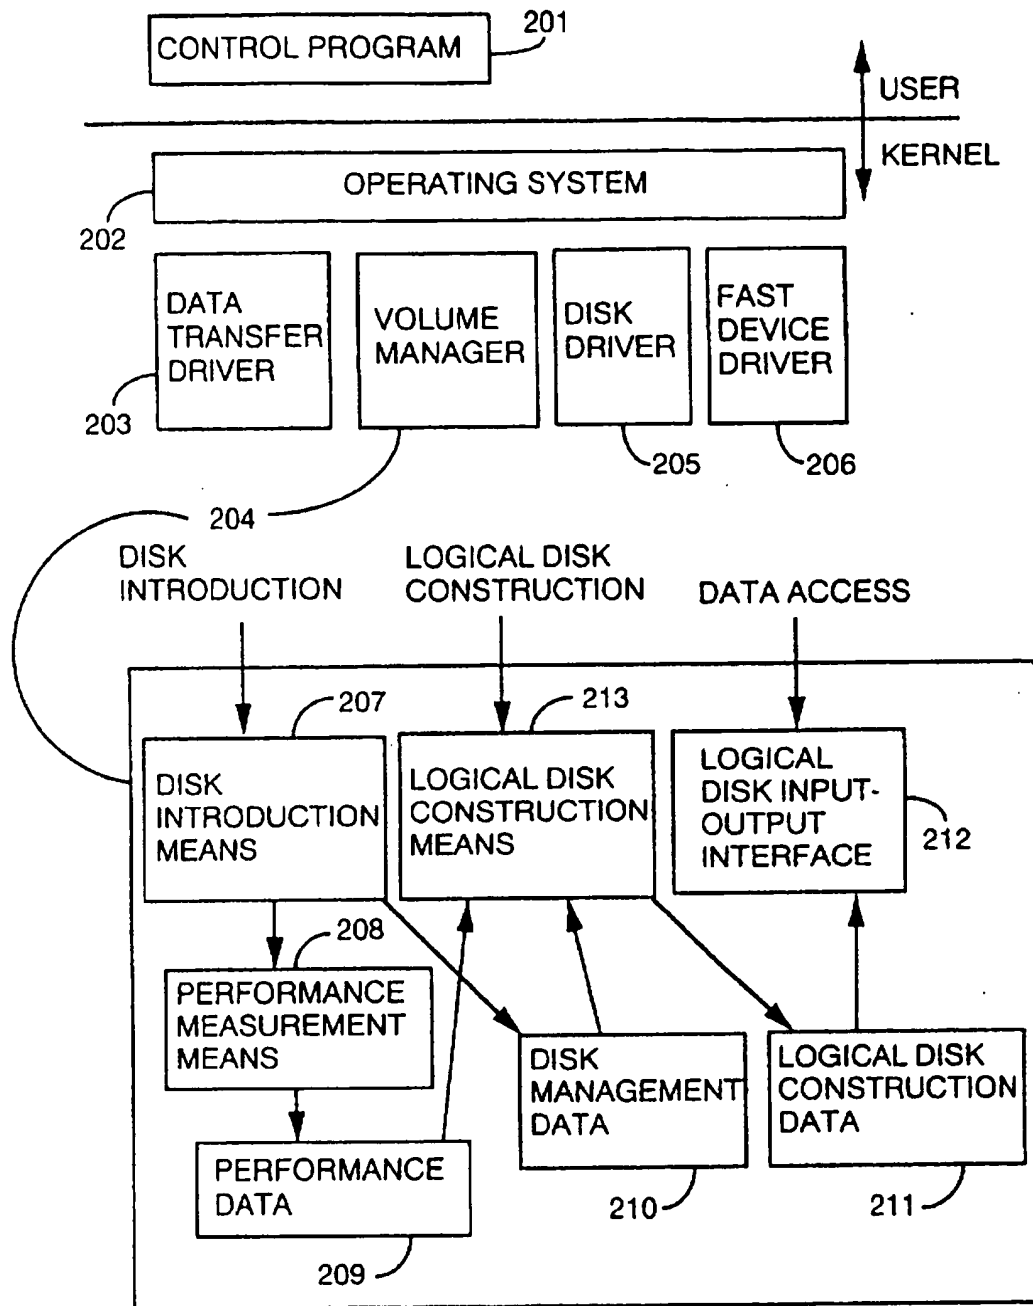 201
CONTROL PROGRAM
USER
KERNEL
OPERATING SYSTEM
202
DATA
TRANSFER
DRIVER
VOLUME
MANAGER
DISK
DRIVER
FAST
DEVICE
DRIVER
203
205
206
204
DISK
INTRODUCTION
LOGICAL DISK
CONSTRUCTION
DATA ACCESS
207
213
DISK
INTRODUCTION
MEANS
LOGICAL DISK
CONSTRUCTION
MEANS
LOGICAL
DISK INPUT-
OUTPUT
INTERFACE
212
208
PERFORMANCE
MEASUREMENT
MEANS
DISK
MANAGEMENT
DATA
LOGICAL DISK
CONSTRUCTION
DATA
PERFORMANCE
DATA
210
211
209